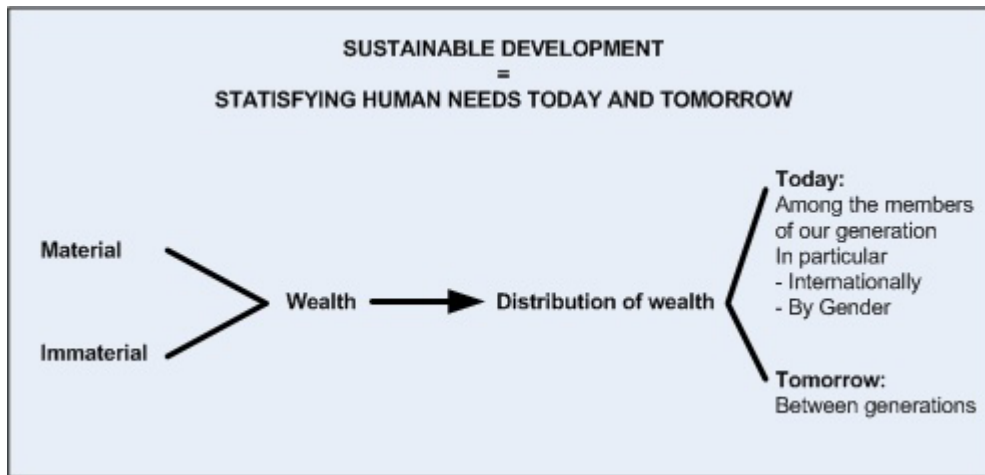 SUSTAINABLE DEVELOPMENT
=
STATISFYING HUMAN NEEDS TODAY AND TOMORROW
Material
Immaterial
Wealth
Distribution of wealth
Today:
Among the members
of our generation
In particular
- Internationally
- By Gender
Tomorrow:
Between generations